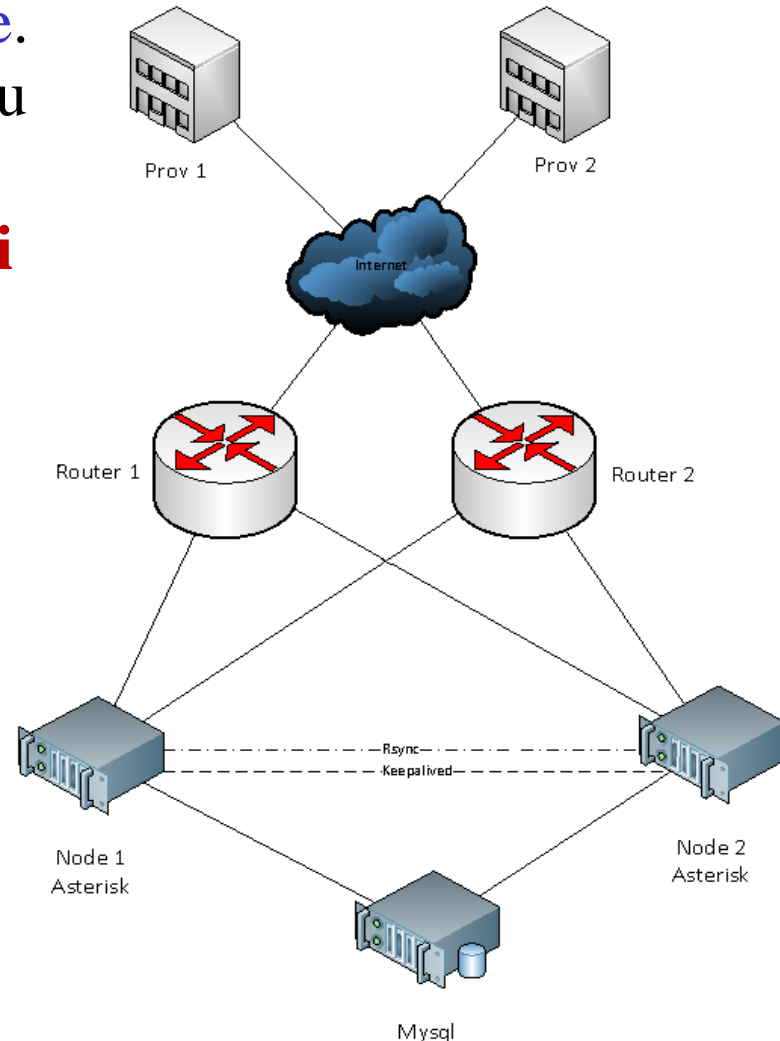 e.
u
i
Prov 1
Prov 2
Internet
Router 1
Router 2
Rsync
Keepalived
Node 1
Asterisk
Node 2
Asterisk
Mysql